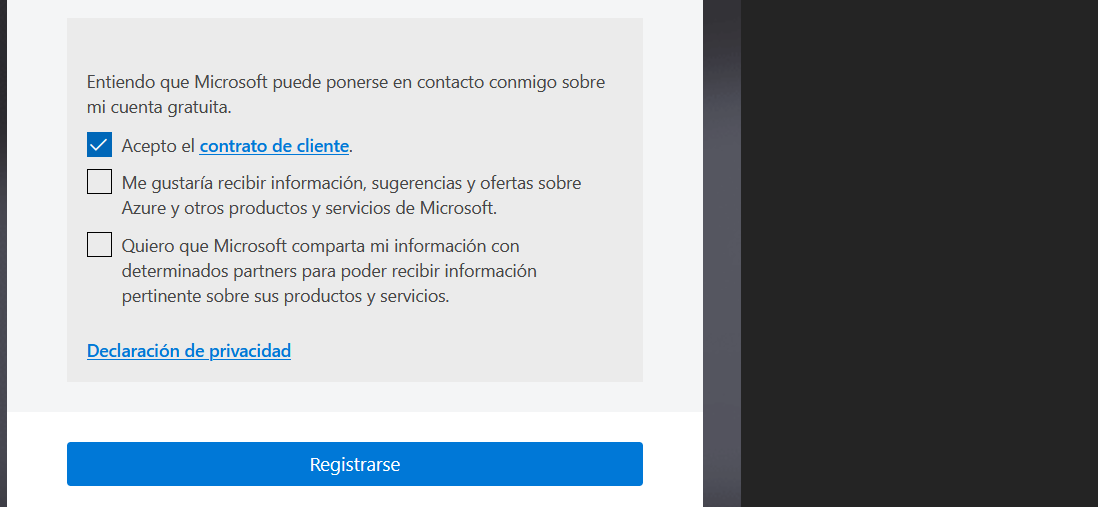 Entiendo que Microsoft puede ponerse en contacto conmigo sobre
mi cuenta gratuita.
Acepto el contrato de cliente.
Me gustaría recibir información, sugerencias y ofertas sobre
Azure y otros productos y servicios de Microsoft.
Quiero que Microsoft comparta mi información con
determinados partners para poder recibir información
pertinente sobre sus productos y servicios.
Declaración de privacidad
Registrarse